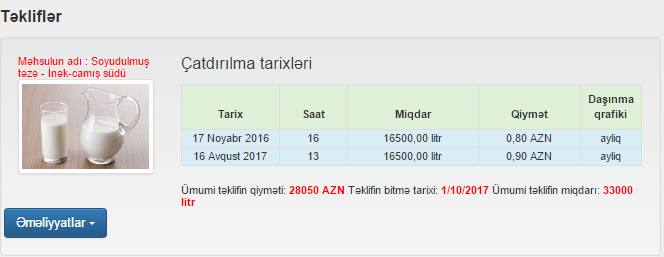 Təkliflər
Məhsulun adı : Soyudulmuş
təzə - İnək-camış südü
Çatdırılma tarixləri
Tarix Saat Miqdar Qiymət Daşınma qrafiki
17 Noyabr 2016 16 16500,00 litr 0,80 AZN ayliq
16 Avqust 2017 13 16500,00 litr 0,90 AZN ayliq
Ümumi təklifin qiyməti: 28050 AZN Təklifin bitmə tarixi: 1/10/2017 Ümumi təklifin miqdarı: 33000
litr
Əməliyyatlar